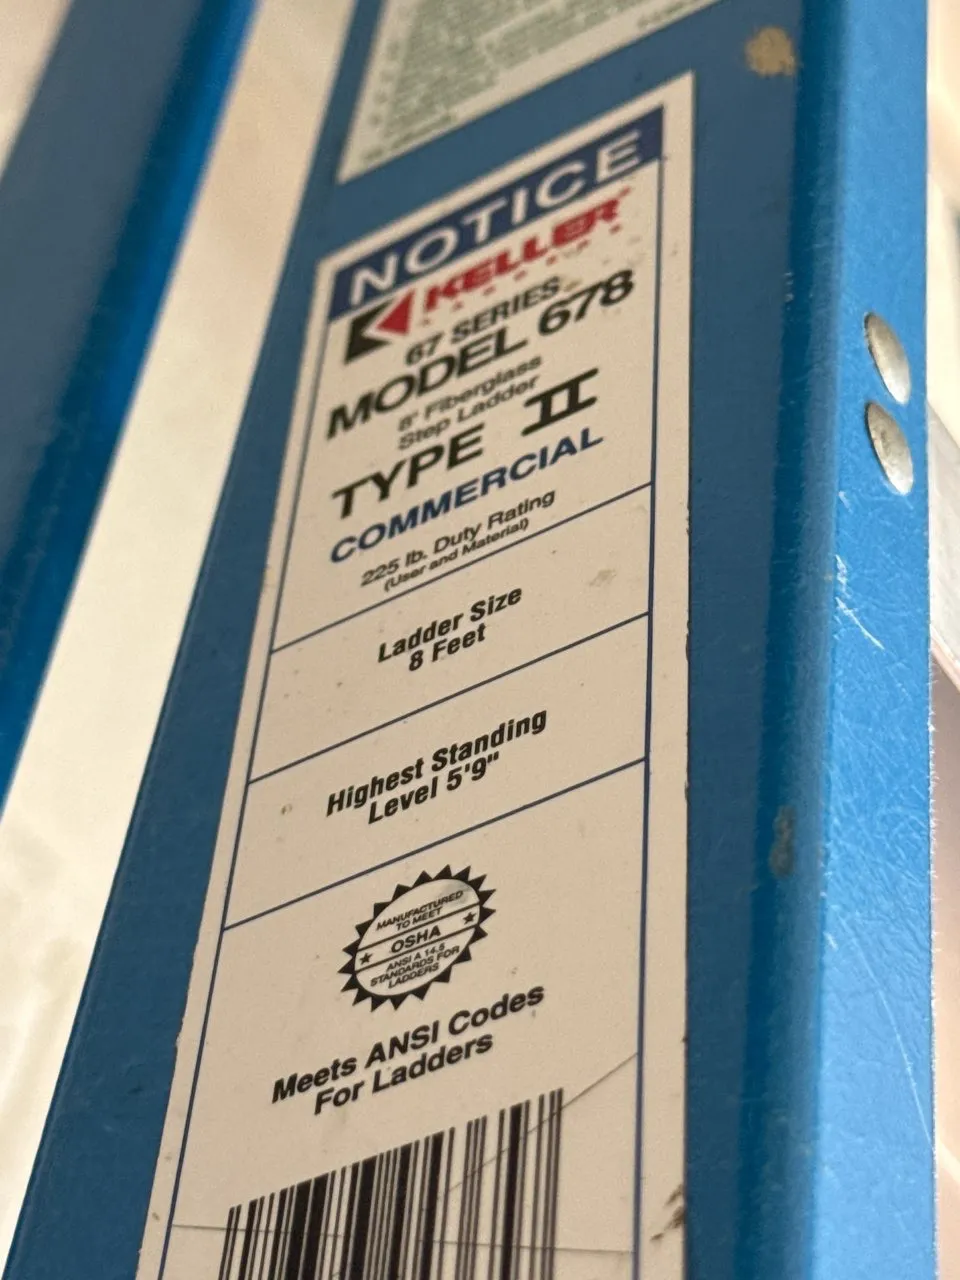 NOTICE
KELLER
67 SERIES
MODEL 678
8' Fiberglass
Step Ladder
TYPE II
COMMERCIAL
225 lb. Duty Rating
(User and Material)
Ladder Size
8 Feet
Highest Standing
Level 5'9"
MANUFACTURED
TO MEET
OSHA
ANSI A 14.5
STANDARDS FOR
LADDERS
Meets ANSI Codes
For Ladders